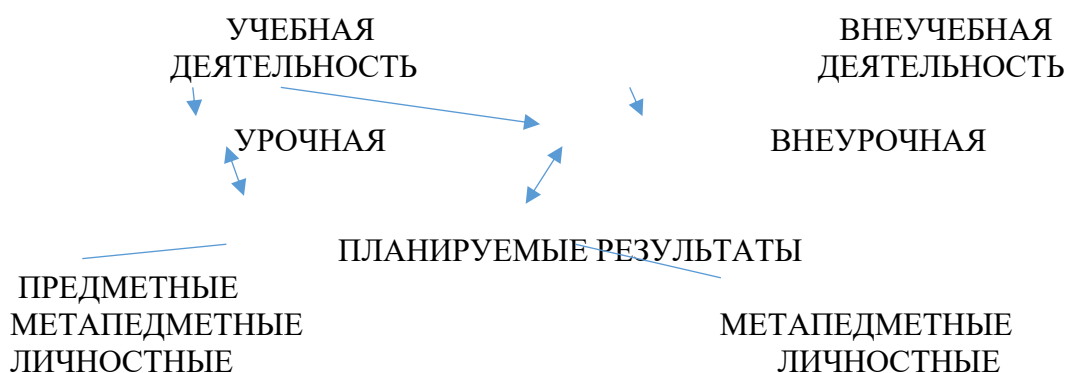 УЧЕБНАЯ ВНЕУЧЕБНАЯ
ДЕЯТЕЛЬНОСТЬ ДЕЯТЕЛЬНОСТЬ
УРОЧНАЯ ВНЕУРОЧНАЯ
ПЛАНИРУЕМЫЕ РЕЗУЛЬТАТЫ
ПРЕДМЕТНЫЕ
МЕТАПЕДМЕТНЫЕ МЕТАПЕДМЕТНЫЕ
ЛИЧНОСТНЫЕ ЛИЧНОСТНЫЕ